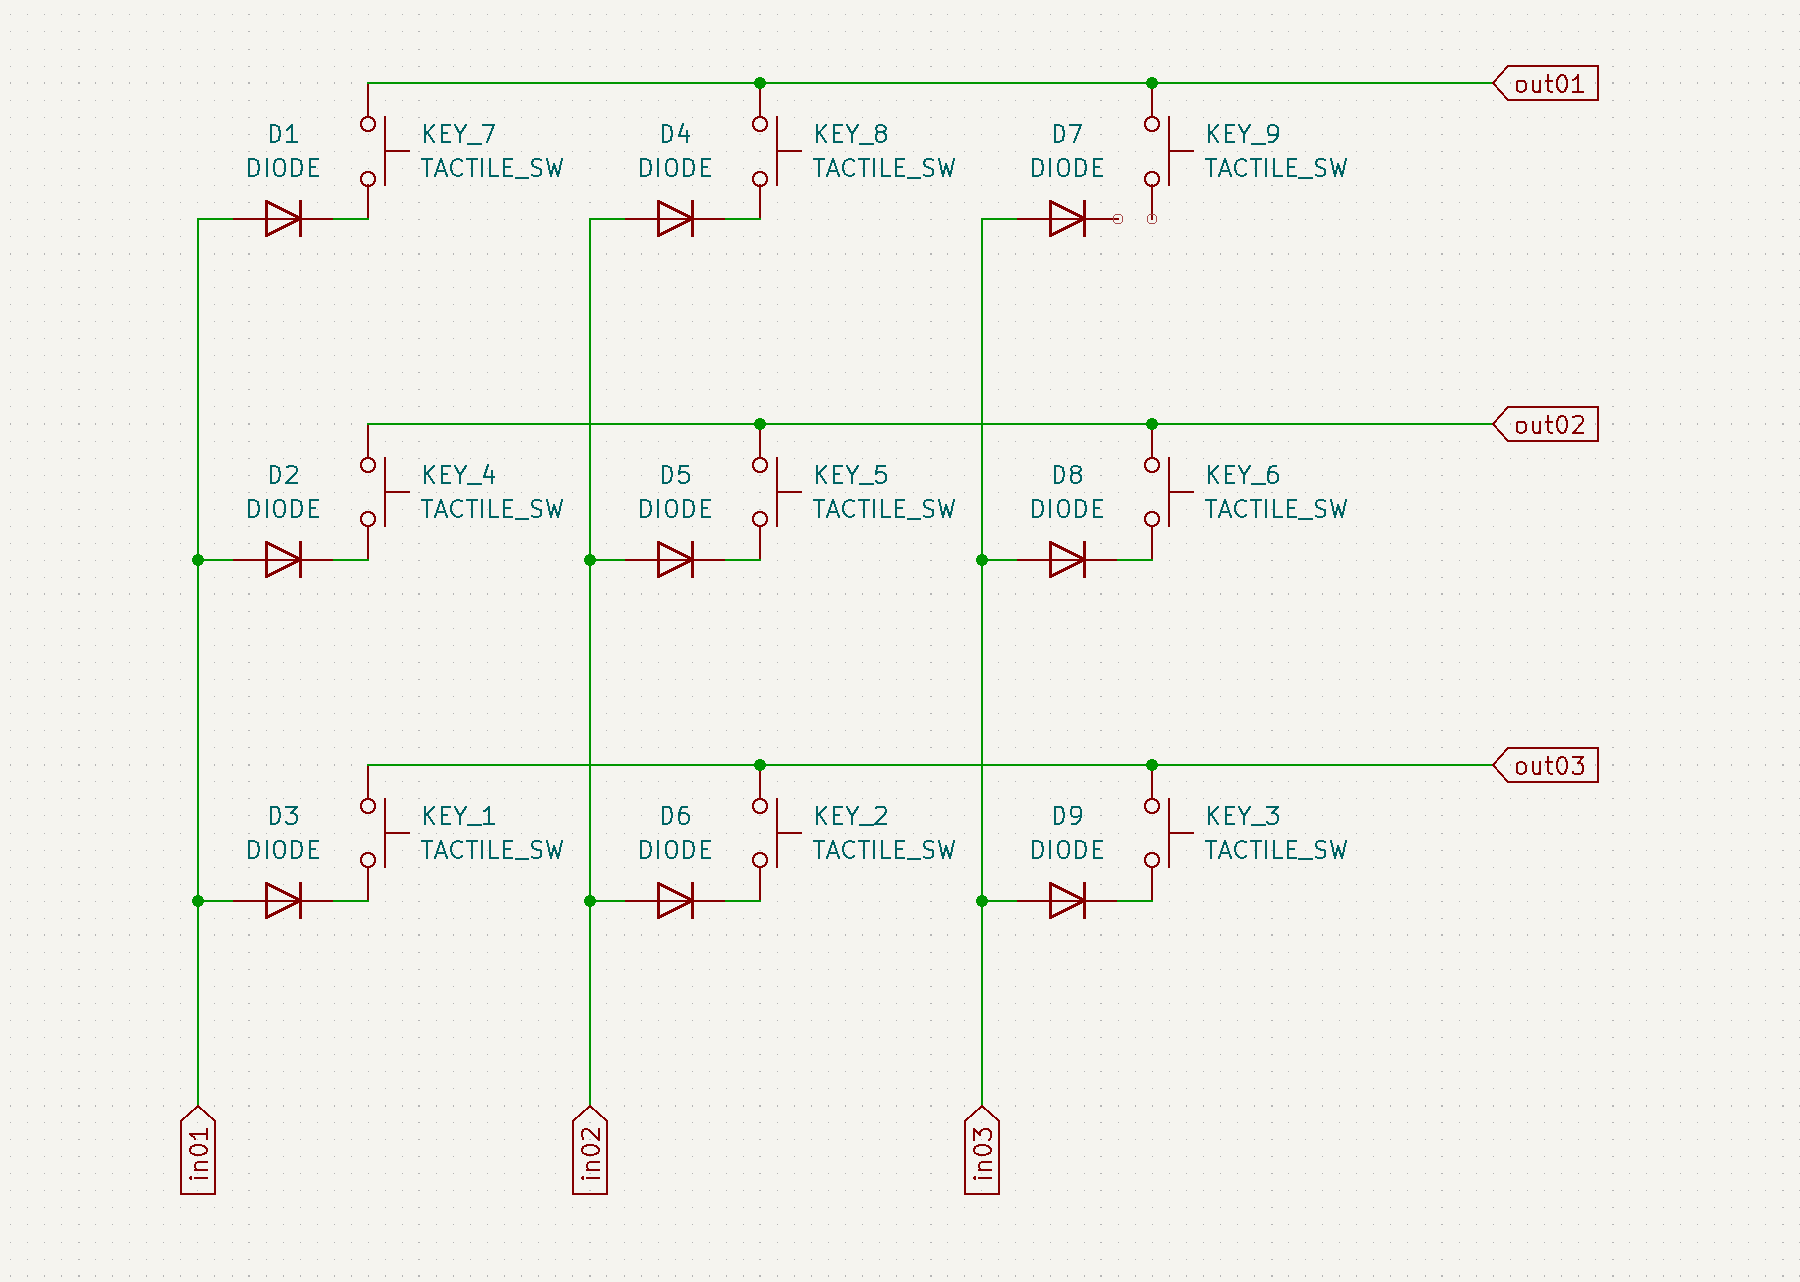 out01
D1
DIODE
KEY_7
TACTILE_SW
D4
DIODE
KEY_8
TACTILE_SW
D7
DIODE
KEY_9
TACTILE_SW
out02
D2
DIODE
KEY_4
TACTILE_SW
D5
DIODE
KEY_5
TACTILE_SW
D8
DIODE
KEY_6
TACTILE_SW
out03
D3
DIODE
KEY_1
TACTILE_SW
D6
DIODE
KEY_2
TACTILE_SW
D9
DIODE
KEY_3
TACTILE_SW
in01
in02
in03